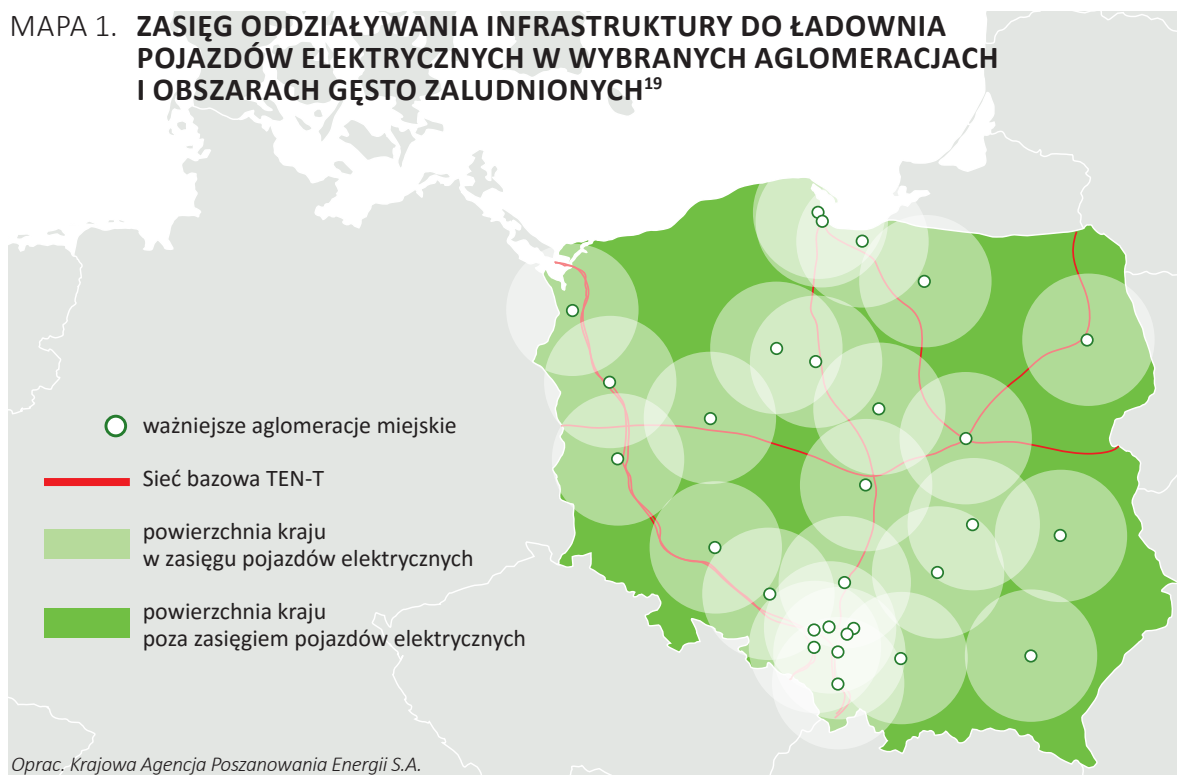 MAPA 1. ZASIĘG ODDZIAŁYWANIA INFRASTRUKTURY DO ŁADOWNIA
POJAZDÓW ELEKTRYCZNYCH W WYBRANYCH AGLOMERACJACH
I OBSZARACH GĘSTO ZALUDNIONYCH¹⁹
ważniejsze aglomeracje miejskie
Sieć bazowa TEN-T
powierzchnia kraju
w zasięgu pojazdów elektrycznych
powierzchnia kraju
poza zasięgiem pojazdów elektrycznych
Oprac. Krajowa Agencja Poszanowania Energii S.A.